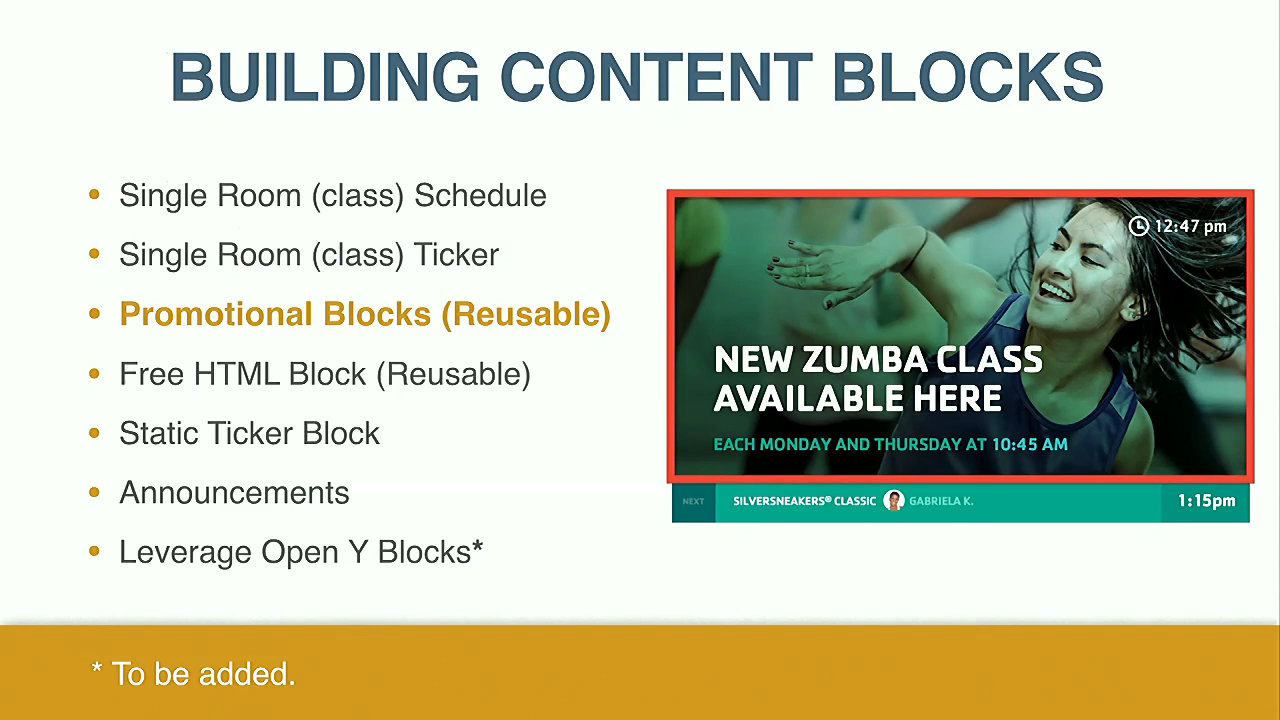 BUILDING CONTENT BLOCKS
• Single Room (class) Schedule
• Single Room (class) Ticker
• Promotional Blocks (Reusable)
• Free HTML Block (Reusable)
• Static Ticker Block
• Announcements
• Leverage Open Y Blocks*
12:47 pm
NEW ZUMBA CLASS
AVAILABLE HERE
EACH MONDAY AND THURSDAY AT 10:45 AM
NEXT SILVERSNEAKERS® CLASSIC GABRIELA K. 1:15pm
* To be added.